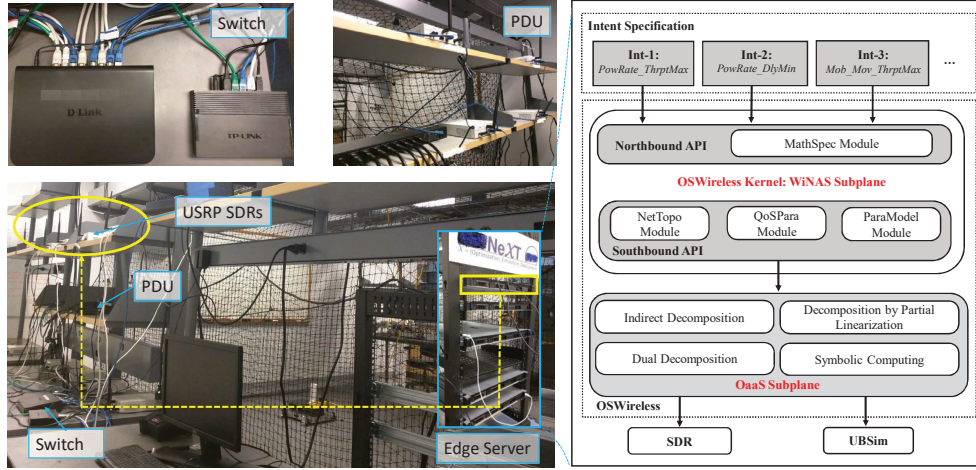 Switch
D-Link
TP-LINK
PDU
USRP SDRs
PDU
Switch
NeXT
Edge Server
Intent Specification
Int-1:
PowRate_ThrptMax
Int-2:
PowRate_DlyMin
Int-3:
Mob_Mov_ThrptMax
...
Northbound API
MathSpec Module
OSWireless Kernel: WiNAS Subplane
NetTopo
Module
QoSPara
Module
ParaModel
Module
Southbound API
Indirect Decomposition
Decomposition by Partial
Linearization
Dual Decomposition
Symbolic Computing
OaaS Subplane
OSWireless
SDR
UBSim